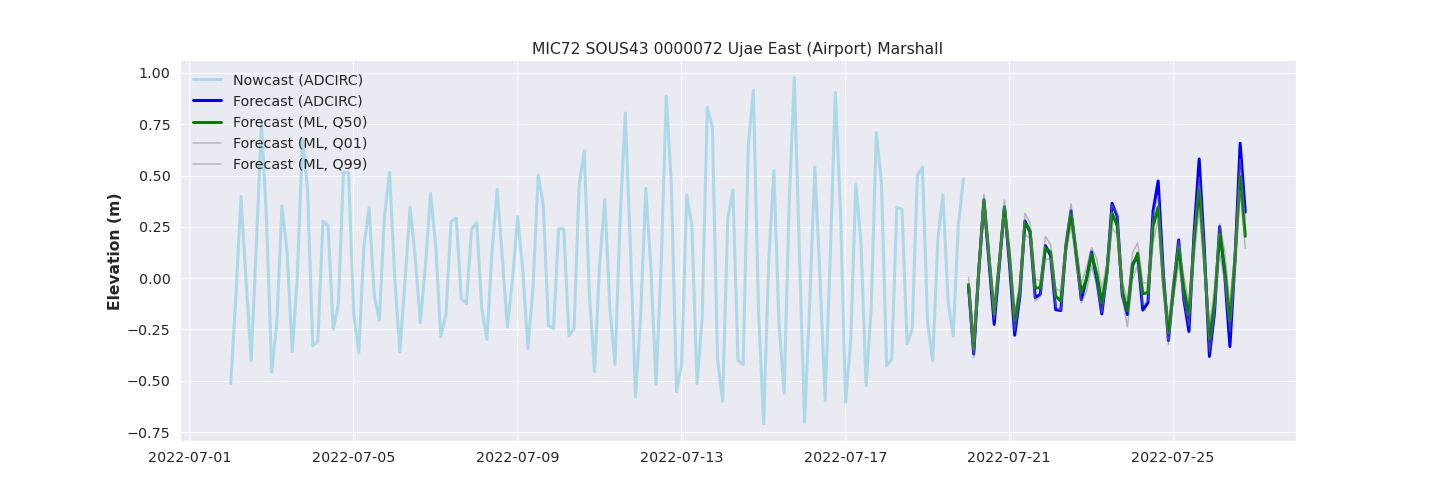 MIC72 SOUS43 0000072 Ujae East (Airport) Marshall
1.00
0.75
0.50
0.25
0.00
−0.25
−0.50
−0.75
Elevation (m)
Nowcast (ADCIRC)
Forecast (ADCIRC)
Forecast (ML, Q50)
Forecast (ML, Q01)
Forecast (ML, Q99)
2022-07-01 2022-07-05 2022-07-09 2022-07-13 2022-07-17 2022-07-21 2022-07-25